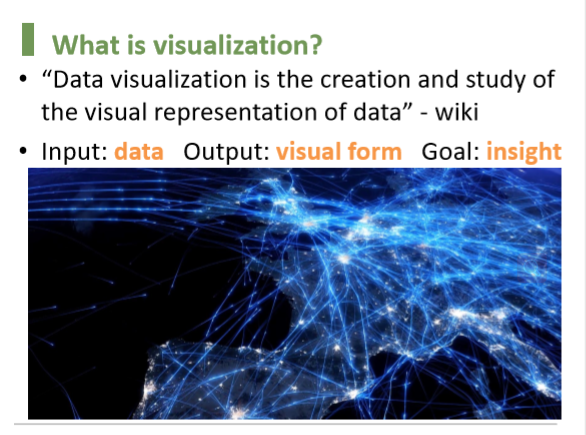 What is visualization?
• “Data visualization is the creation and study of
the visual representation of data” - wiki
• Input: data Output: visual form Goal: insight